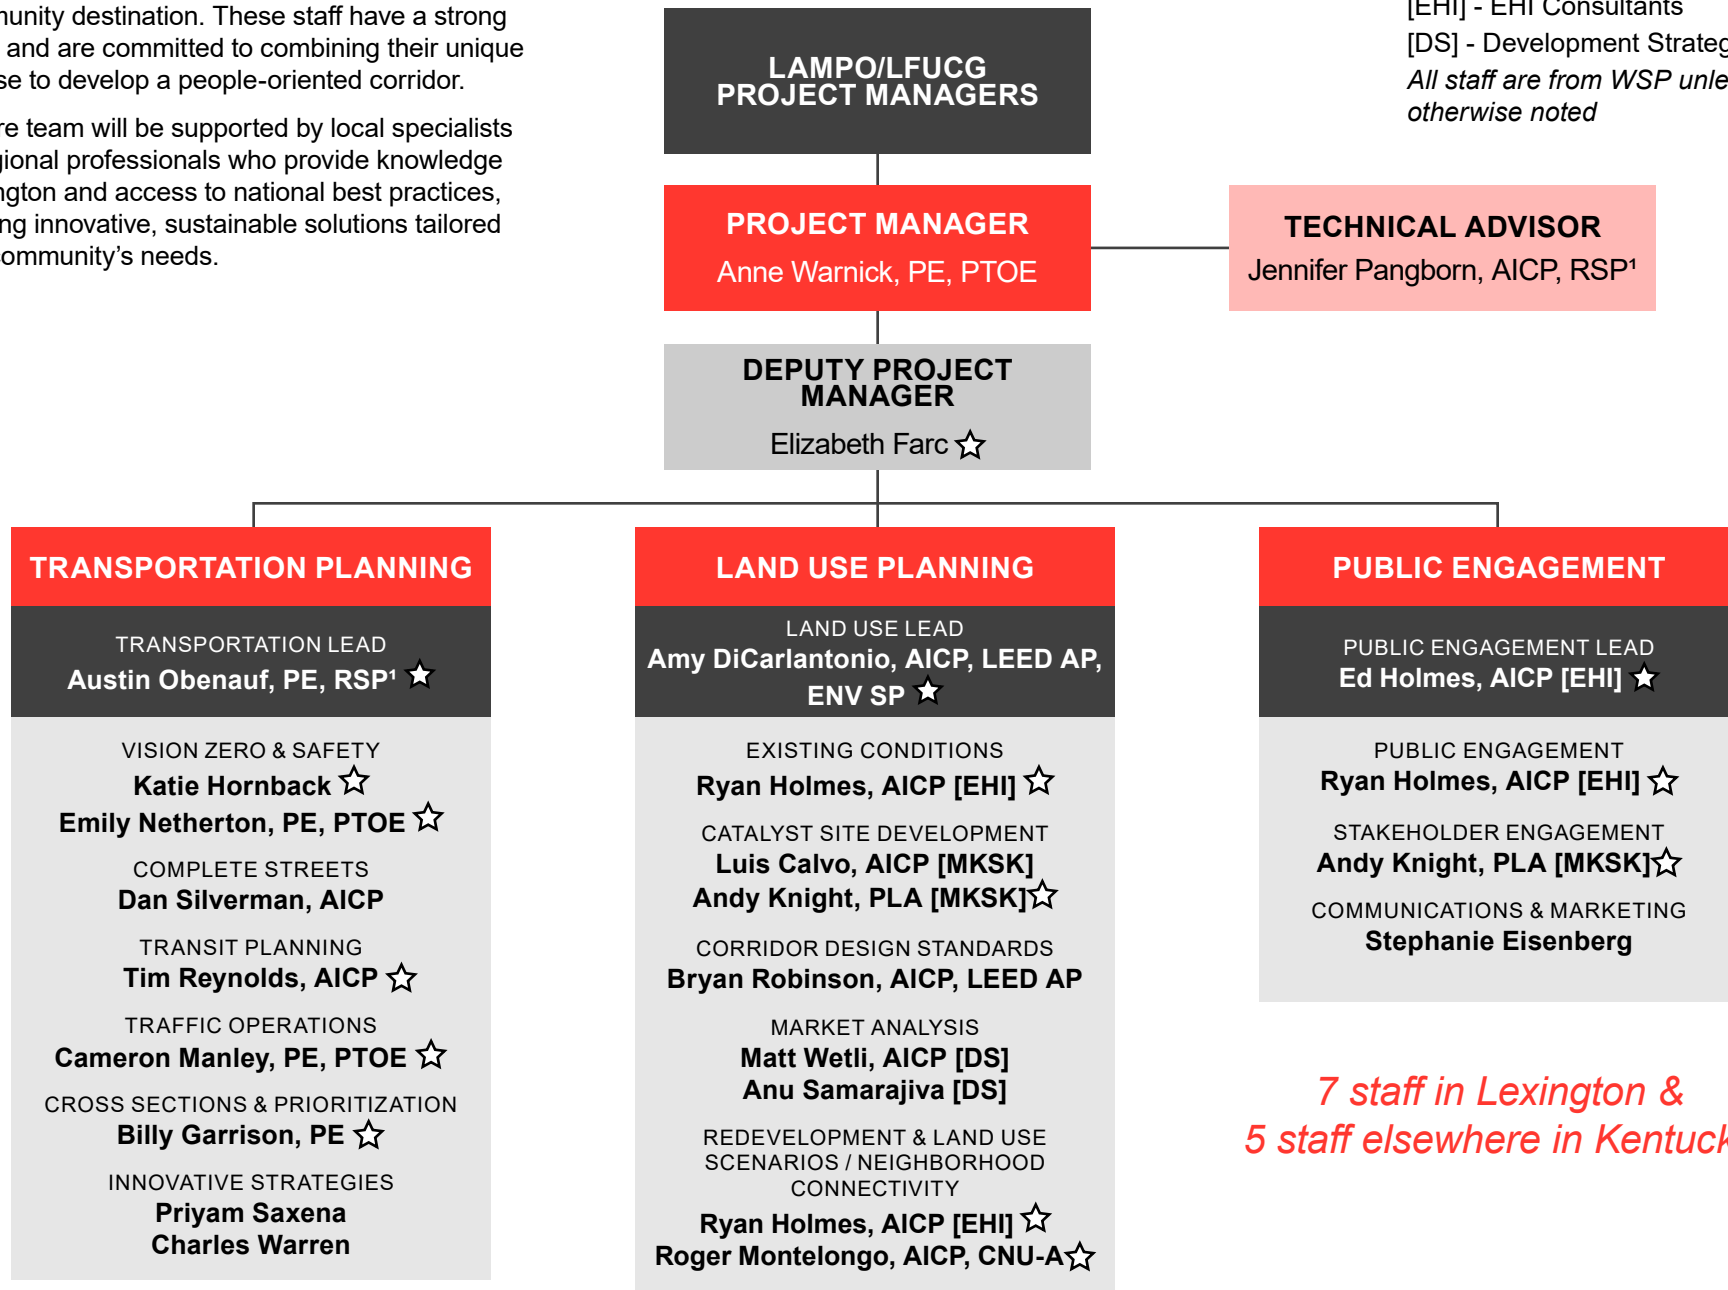 destination. These staff have a strong
and are committed to combining their unique
to develop a people-oriented corridor.
team will be supported by local specialists
professionals who provide knowledge
and access to national best practices,
innovative, sustainable solutions tailored
community's needs.
[EHI] - EHI Consultants
[DS] - Development
All staff are from WSP
otherwise noted
LAMPO/LFUCG
PROJECT MANAGERS
PROJECT MANAGER
Anne Warnick, PE, PTOE
TECHNICAL ADVISOR
Jennifer Pangborn, AICP, RSP¹
DEPUTY PROJECT
MANAGER
Elizabeth Farc
TRANSPORTATION PLANNING
TRANSPORTATION LEAD
Austin Obenauf, PE, RSP¹
VISION ZERO & SAFETY
Katie Hornback
Emily Netherton, PE, PTOE
COMPLETE STREETS
Dan Silverman, AICP
TRANSIT PLANNING
Tim Reynolds, AICP
TRAFFIC OPERATIONS
Cameron Manley, PE, PTOE
CROSS SECTIONS & PRIORITIZATION
Billy Garrison, PE
INNOVATIVE STRATEGIES
Priyam Saxena
Charles Warren
LAND USE PLANNING
LAND USE LEAD
Amy DiCarlantonio, AICP, LEED AP,
ENV SP
EXISTING CONDITIONS
Ryan Holmes, AICP [EHI]
CATALYST SITE DEVELOPMENT
Luis Calvo, AICP [MKSK]
Andy Knight, PLA [MKSK]
CORRIDOR DESIGN STANDARDS
Bryan Robinson, AICP, LEED AP
MARKET ANALYSIS
Matt Wetli, AICP [DS]
Anu Samarajiva [DS]
REDEVELOPMENT & LAND USE
SCENARIOS / NEIGHBORHOOD
CONNECTIVITY
Ryan Holmes, AICP [EHI]
Roger Montelongo, AICP, CNU-A
PUBLIC ENGAGEMENT
PUBLIC ENGAGEMENT LEAD
Ed Holmes, AICP [EHI]
PUBLIC ENGAGEMENT
Ryan Holmes, AICP [EHI]
STAKEHOLDER ENGAGEMENT
Andy Knight, PLA [MKSK]
COMMUNICATIONS & MARKETING
Stephanie Eisenberg
7 staff in Lexington &
5 staff elsewhere in